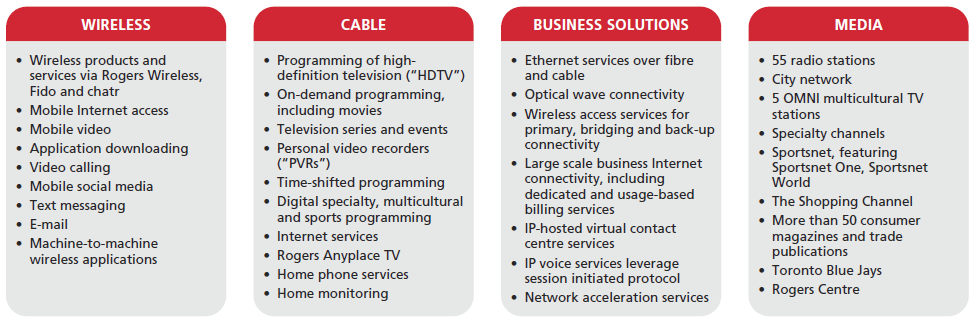 WIRELESS
• Wireless products and
services via Rogers Wireless,
Fido and chatr
• Mobile Internet access
• Mobile video
• Application downloading
• Video calling
• Mobile social media
• Text messaging
• E-mail
• Machine-to-machine
wireless applications
CABLE
• Programming of high-
definition television (“HDTV”)
• On-demand programming,
including movies
• Television series and events
• Personal video recorders
(“PVRs”)
• Time-shifted programming
• Digital specialty, multicultural
and sports programming
• Internet services
• Rogers Anyplace TV
• Home phone services
• Home monitoring
BUSINESS SOLUTIONS
• Ethernet services over fibre
and cable
• Optical wave connectivity
• Wireless access services for
primary, bridging and back-up
connectivity
• Large scale business Internet
connectivity, including
dedicated and usage-based
billing services
• IP-hosted virtual contact
centre services
• IP voice services leverage
session initiated protocol
• Network acceleration services
MEDIA
• 55 radio stations
• City network
• 5 OMNI multicultural TV
stations
• Specialty channels
• Sportsnet, featuring
Sportsnet One, Sportsnet
World
• The Shopping Channel
• More than 50 consumer
magazines and trade
publications
• Toronto Blue Jays
• Rogers Centre